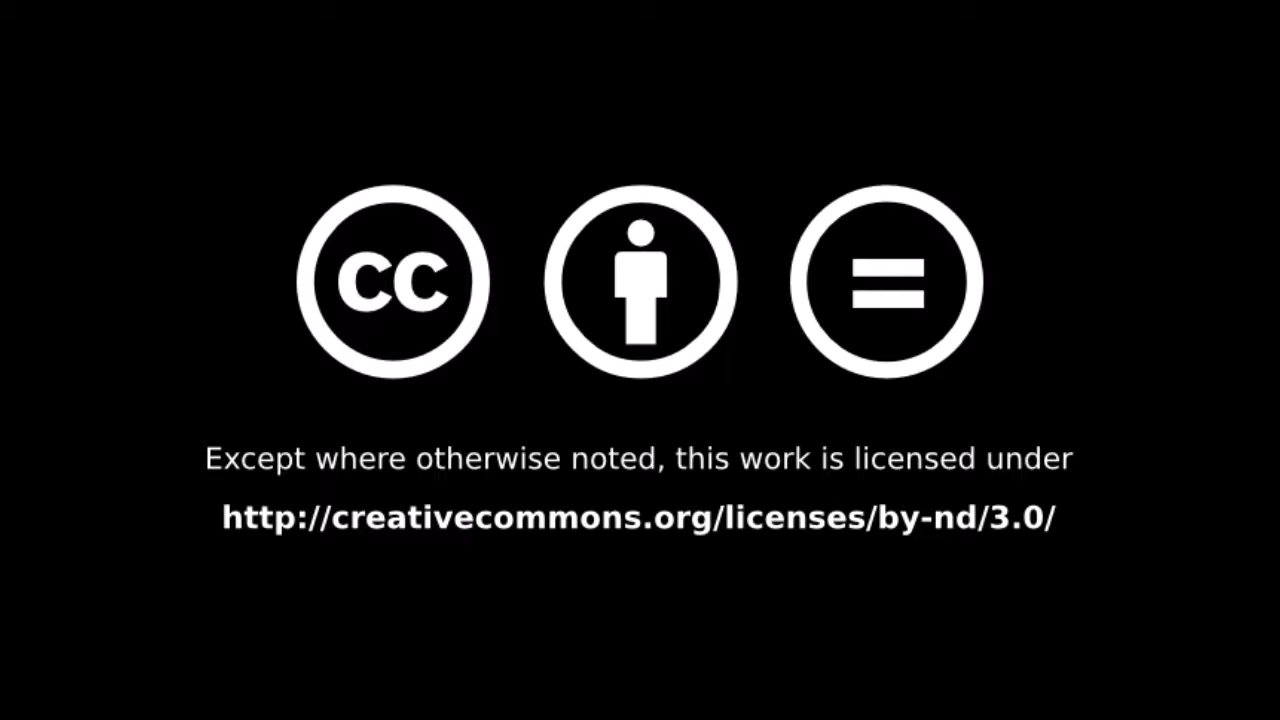 cc
Except where otherwise noted, this work is licensed under
http://creativecommons.org/licenses/by-nd/3.0/